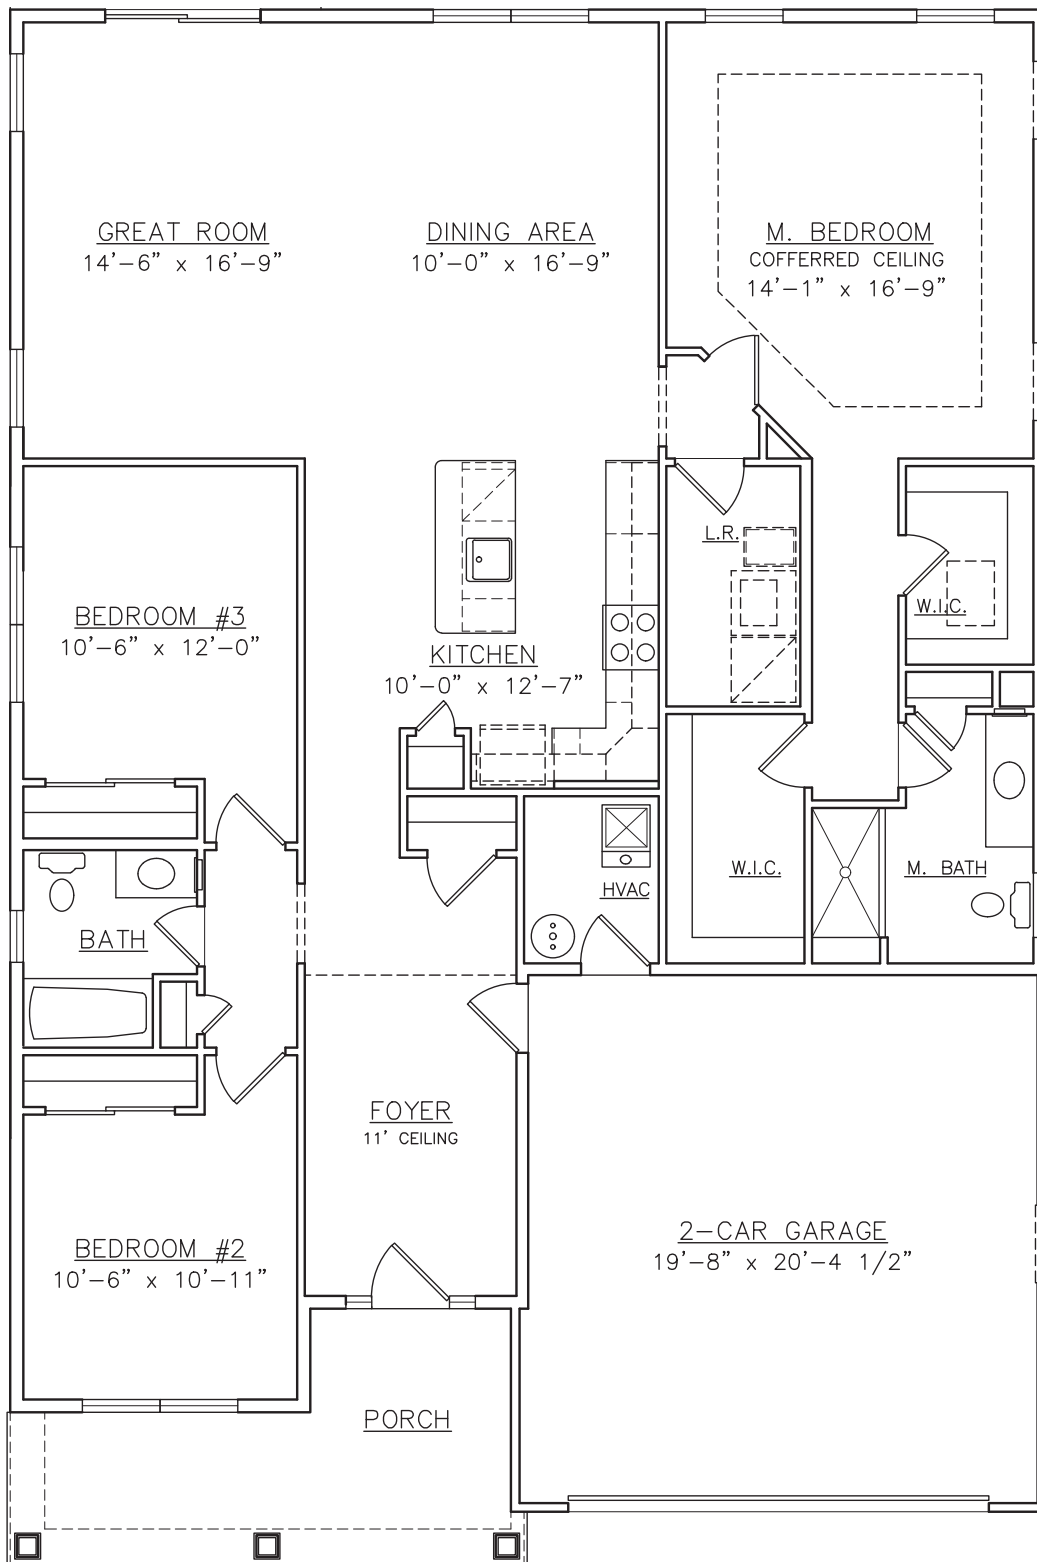 GREAT ROOM
14'-6" x 16'-9"
DINING AREA
10'-0" x 16'-9"
M. BEDROOM
COFFERRED CEILING
14'-1" x 16'-9"
L.R.
W.I.C.
BEDROOM #3
10'-6" x 12'-0"
KITCHEN
10'-0" x 12'-7"
W.I.C.
M. BATH
HVAC
BATH
FOYER
11' CEILING
BEDROOM #2
10'-6" x 10'-11"
2-CAR GARAGE
19'-8" x 20'-4 1/2"
PORCH